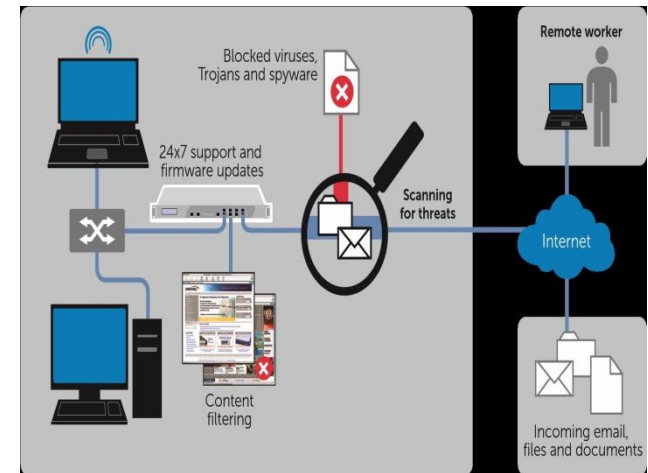 Blocked viruses,
Trojans and spyware
24x7 support and
firmware updates
Scanning
for threats
Content
filtering
Remote worker
Internet
Incoming email,
files and documents